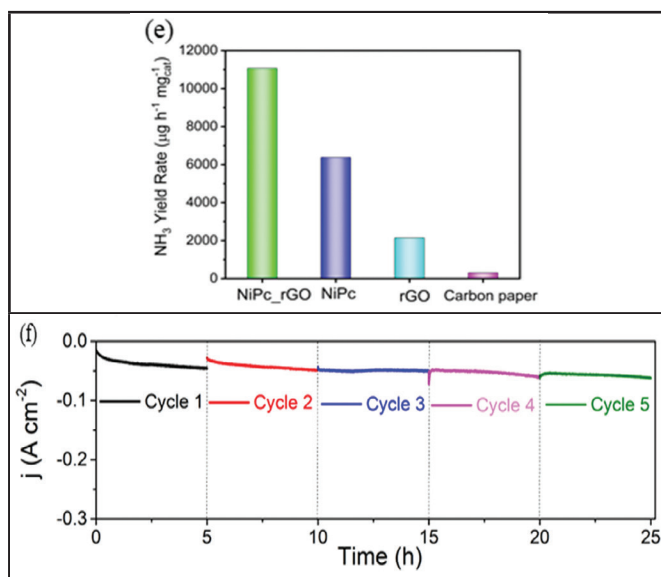 (e)
NH₃ Yield Rate (μg h⁻¹ mg⁻¹cat)
12000
10000
8000
6000
4000
2000
0
NiPc_rGO NiPc rGO Carbon paper
(f)
j (A cm⁻²)
0.0
-0.1
-0.2
-0.3
Cycle 1 Cycle 2 Cycle 3 Cycle 4 Cycle 5
0 5 10 15 20 25
Time (h)